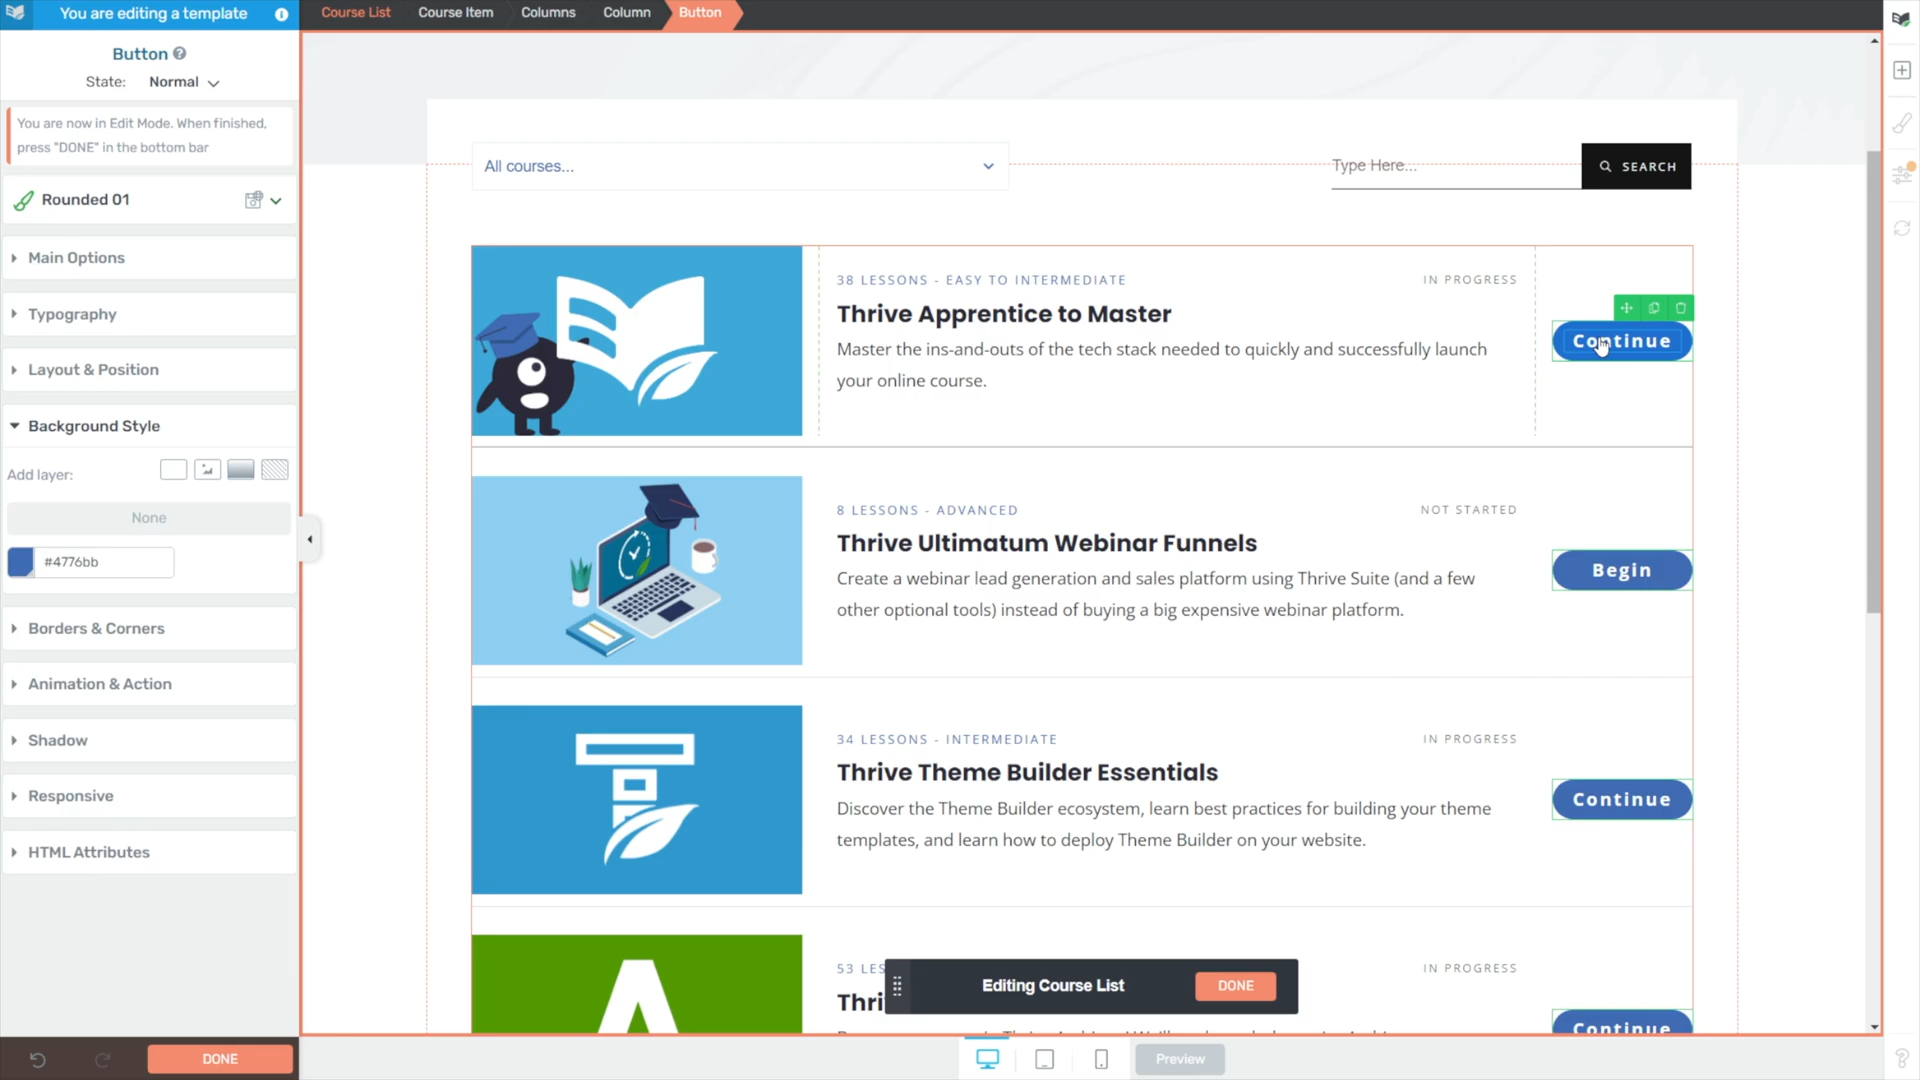 You are editing a template
Course List
Course Item
Columns
Column
Button
Button
State: Normal
You are now in Edit Mode. When finished,
press "DONE" in the bottom bar
Rounded 01
Main Options
Typography
Layout & Position
Background Style
Add layer:
None
#4776bb
Borders & Corners
Animation & Action
Shadow
Responsive
HTML Attributes
DONE
All courses...
Type Here...
SEARCH
38 LESSONS - EASY TO INTERMEDIATE
IN PROGRESS
Thrive Apprentice to Master
Master the ins-and-outs of the tech stack needed to quickly and successfully launch
your online course.
Continue
8 LESSONS - ADVANCED
NOT STARTED
Thrive Ultimatum Webinar Funnels
Create a webinar lead generation and sales platform using Thrive Suite (and a few
other optional tools) instead of buying a big expensive webinar platform.
Begin
34 LESSONS - INTERMEDIATE
IN PROGRESS
Thrive Theme Builder Essentials
Discover the Theme Builder ecosystem, learn best practices for building your theme
templates, and learn how to deploy Theme Builder on your website.
Continue
53 LES
IN PROGRESS
Thri
Continue
Editing Course List
DONE
Preview